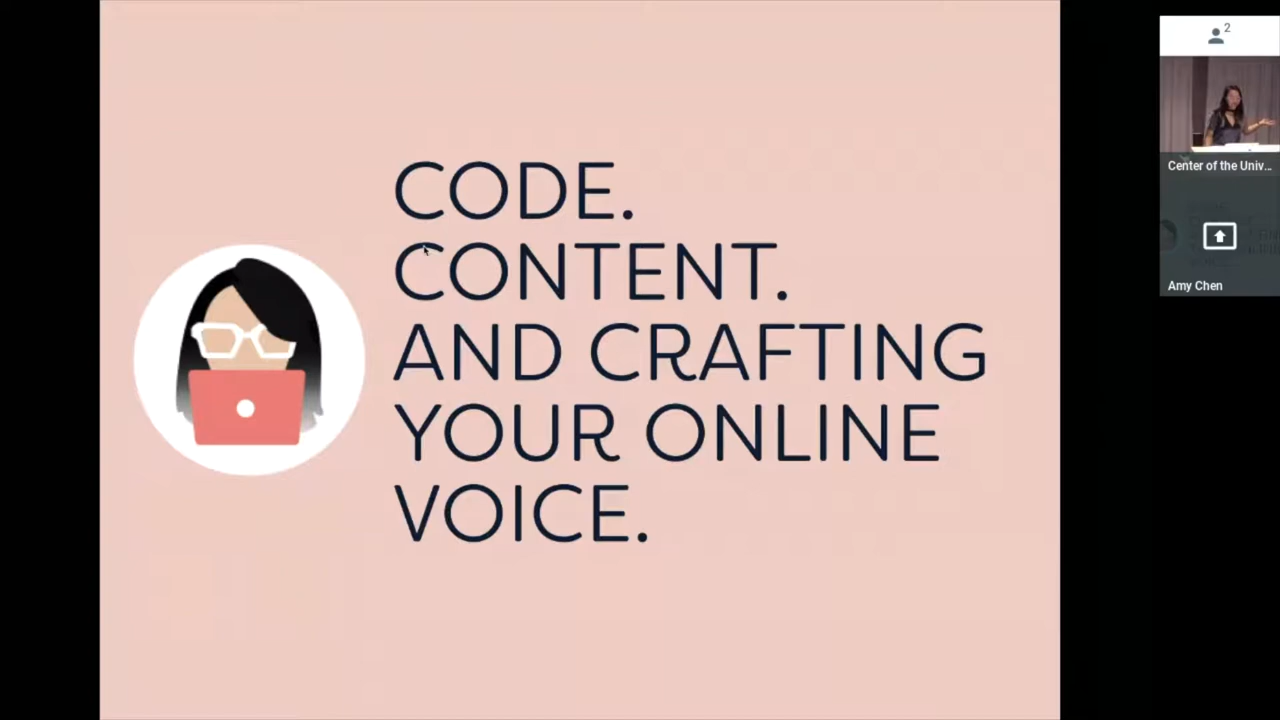 CODE.
CONTENT.
AND CRAFTING
YOUR ONLINE
VOICE.
2
Center of the Univ...
Amy Chen